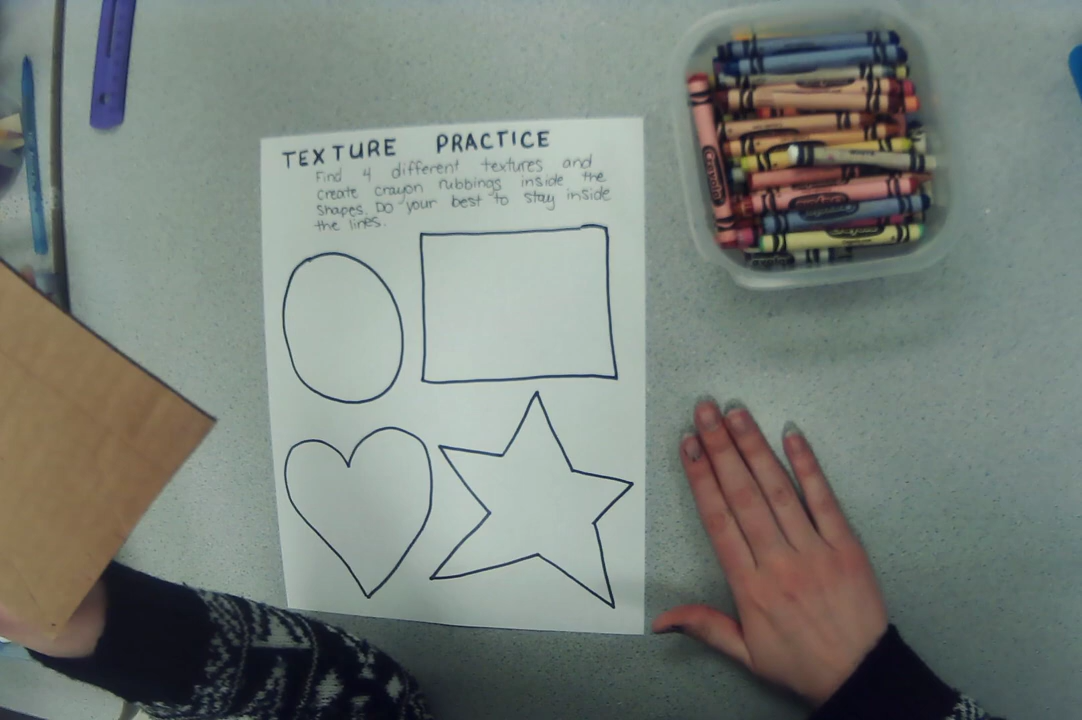 TEXTURE PRACTICE
Find 4 different textures and
create crayon rubbings inside the
shapes. Do your best to stay inside
the lines.
Crayola